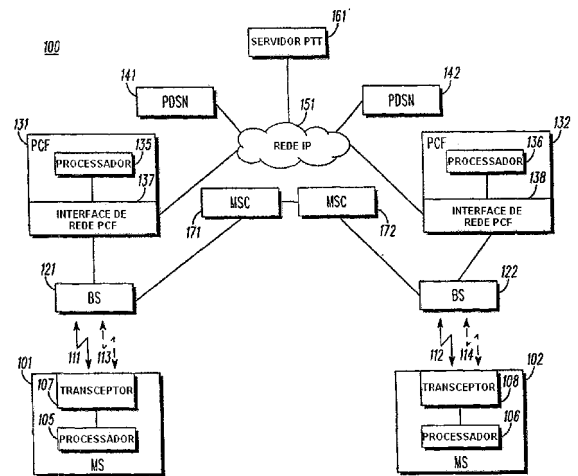 161
SERVIDOR PTT
100
141
PDSN
151
142
PDSN
REDE IP
131
PCF
135
PROCESSADOR
137
INTERFACE DE
REDE PCF
132
PCF
136
PROCESSADOR
138
INTERFACE DE
REDE PCF
MSC
171
MSC
172
121
BS
122
BS
111
113
112
114
101
107
TRANSCEPTOR
105
PROCESSADOR
MS
102
TRANSCEPTOR
108
PROCESSADOR
106
MS